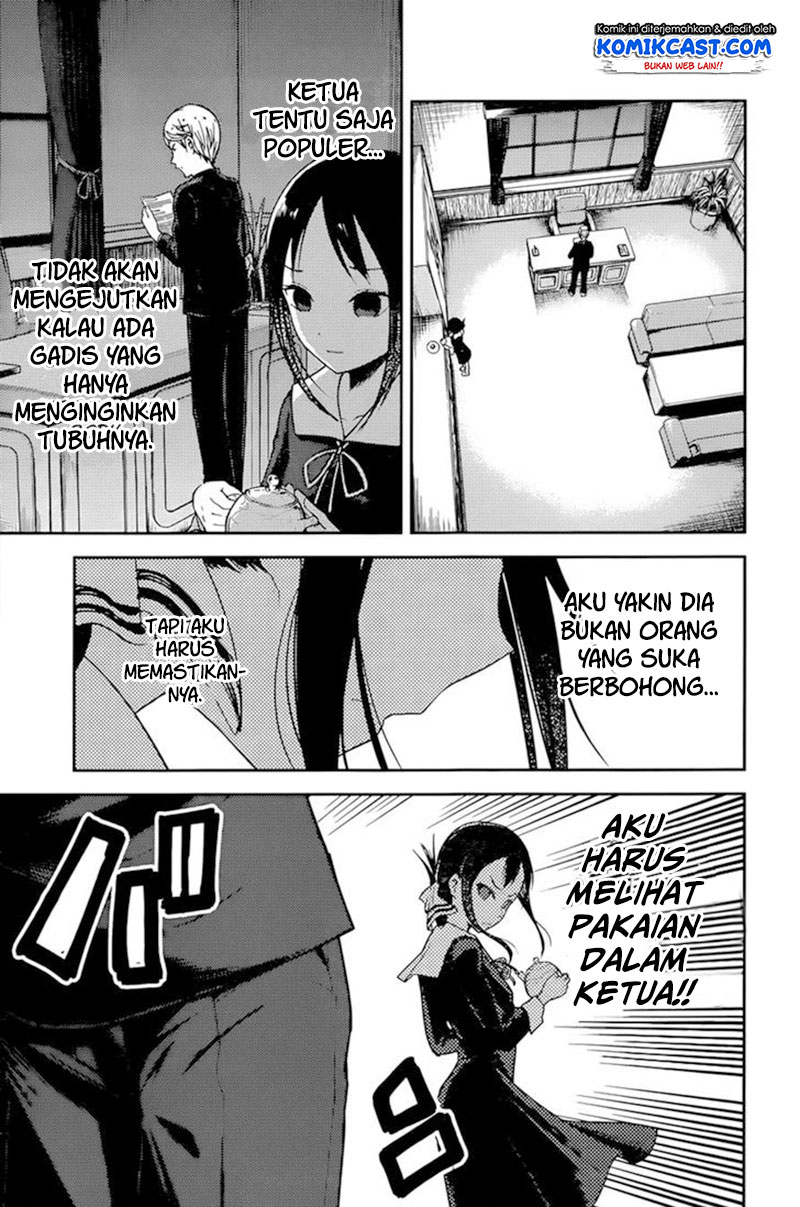 Komik ini diterjemahkan & diedit oleh
KOMIKCAST.COM
BUKAN WEB LAIN!!
KETUA
TENTU SAJA
POPULER...
TIDAK AKAN
MENGEJUTKAN
KALAU ADA
GADIS YANG
HANYA
MENGINGINKAN
TUBUHNYA.
AKU YAKIN DIA
BUKAN ORANG
YANG SUKA
BERBOHONG...
TAPI AKU
HARUS
MEMASTIKAN-
NYA.
AKU
HARUS
MELIHAT
PAKAIAN
DALAM
KETUA!!